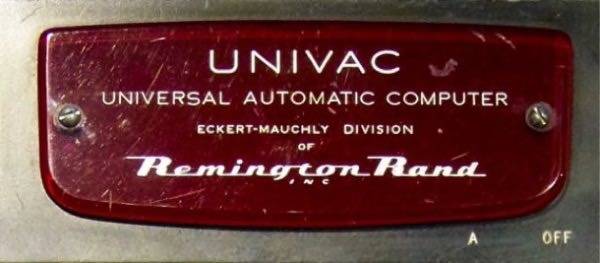 UNIVAC
UNIVERSAL AUTOMATIC COMPUTER
ECKERT-MAUCHLY DIVISION
OF
Remington Rand
INC
A OFF